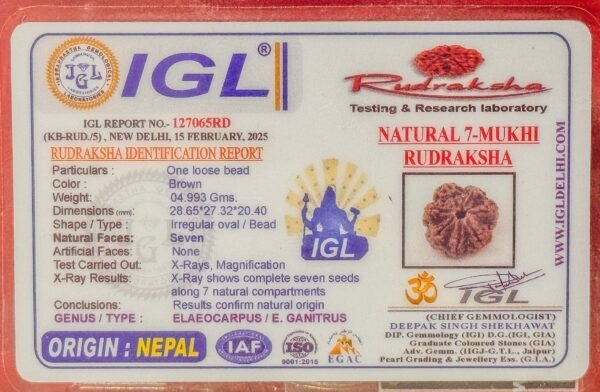 IGL®
IGL REPORT NO.- 127065RD
(KB-RUD./5) , NEW DELHI, 15 FEBRUARY, 2025
RUDRAKSHA IDENTIFICATION REPORT
Particulars : One loose bead
Color : Brown
Weight: 04.993 Gms.
Dimensions (mm): 28.65*27.32*20.40
Shape / Type : Irregular oval / Bead
Natural Faces: Seven
Artificial Faces: None
Test Carried Out: X-Rays, Magnification
X-Ray Results: X-Ray shows complete seven seeds
along 7 natural compartments
Conclusions: Results confirm natural origin
GENUS / TYPE : ELAEOCARPUS / E. GANITRUS
ORIGIN : NEPAL
IAF
ISO
9001:2015
EGAC
IGL
Rudraksha
Testing & Research laboratory
NATURAL 7-MUKHI
RUDRAKSHA
ॐ IGL
(CHIEF GEMMOLOGIST)
DEEPAK SINGH SHEKHAWAT
DIP. Gemmology (IGI) D.G.(IGI, GIA)
Graduate Coloured Stones (GIA)
Adv. Gemm. (IIGJ-G.T.L., Jaipur)
Pearl Grading & Jewellery Ess. (G.I.A.)
WWW.IGLDELHI.COM